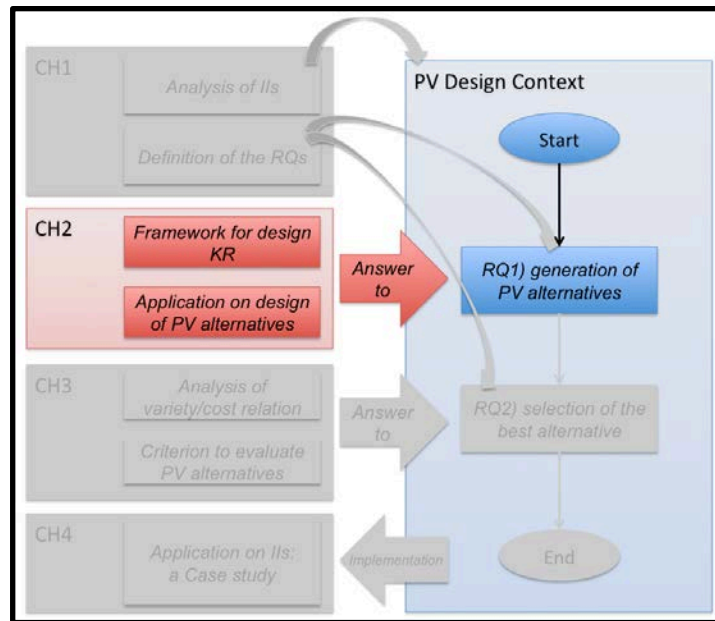 CH1
Analysis of IIs
Definition of the RQs
CH2
Framework for design
KR
Application on design
of PV alternatives
Answer
to
CH3
Analysis of
variety/cost relation
Criterion to evaluate
PV alternatives
Answer
to
CH4
Application on IIs:
a Case study
Implementation
PV Design Context
Start
RQ1) generation of
PV alternatives
RQ2) selection of the
best alternative
End